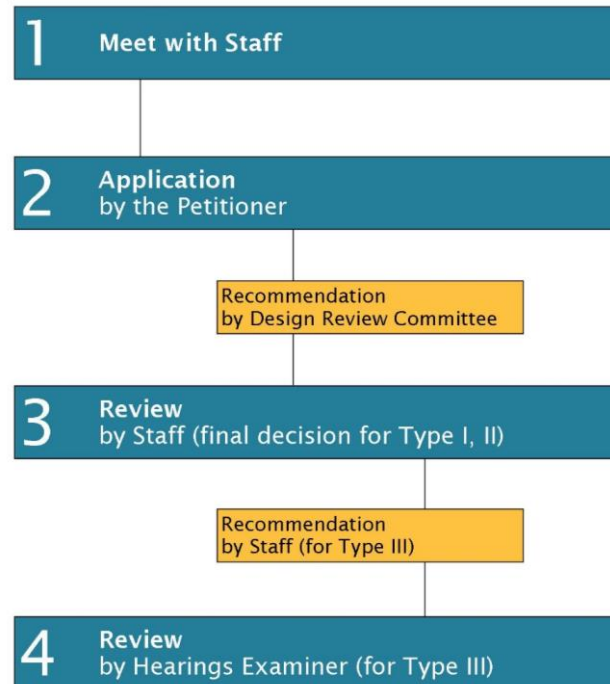 1 Meet with Staff
2 Application
by the Petitioner
Recommendation
by Design Review Committee
3 Review
by Staff (final decision for Type I, II)
Recommendation
by Staff (for Type III)
4 Review
by Hearings Examiner (for Type III)